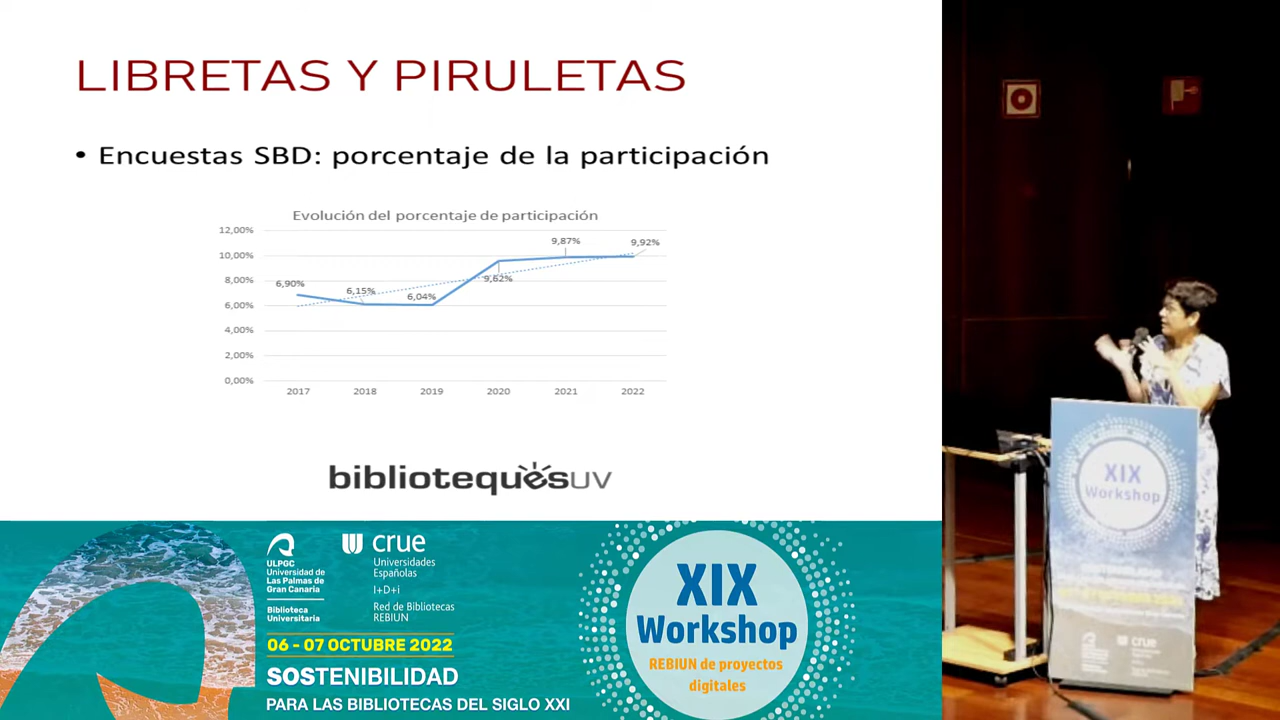 LIBRETAS Y PIRULETAS
• Encuestas SBD: porcentaje de la participación
Evolución del porcentaje de participación
12,00%
10,00%
8,00%
6,00%
4,00%
2,00%
0,00%
6,90%
6,15%
6,04%
9,62%
9,87%
9,92%
2017 2018 2019 2020 2021 2022
bibliotequesuv
ULPGC
Universidad de
Las Palmas de
Gran Canaria
Biblioteca
Universitaria
crue
Universidades
Españolas
I+D+i
Red de Bibliotecas
REBIUN
06 - 07 OCTUBRE 2022
SOSTENIBILIDAD
PARA LAS BIBLIOTECAS DEL SIGLO XXI
XIX
Workshop
REBIUN de proyectos
digitales
XIX
Workshop
crue